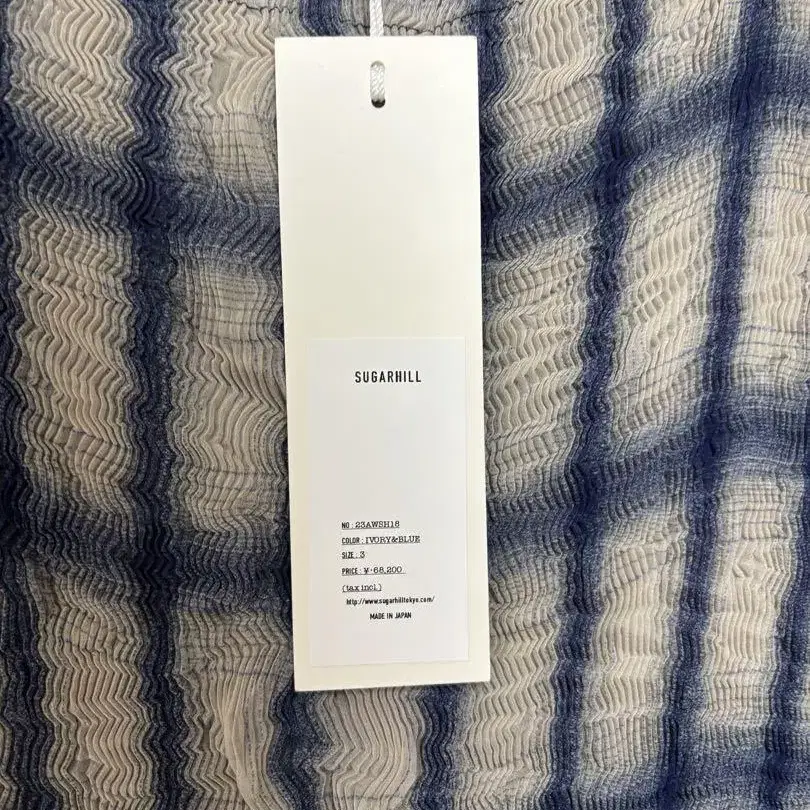 SUGARHILL
NO : 23AWSH18
COLOR : IVORY&BLUE
SIZE : 3
PRICE : ¥·68,200
(tax incl.)
http://www.sugarhilltokyo.com/
MADE IN JAPAN